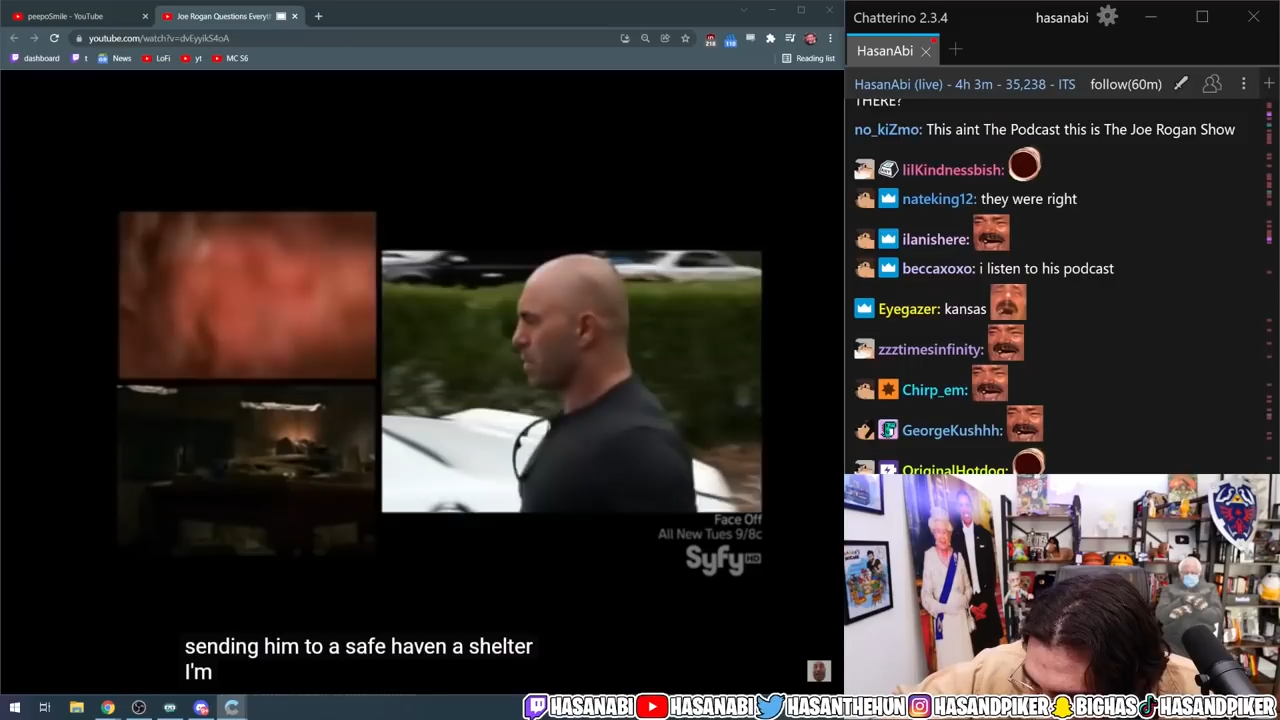 peepoSmile - YouTube
Joe Rogan Questions Everyt
youtube.com/watch?v=dvEyyikS4oA
218
118
dashboard
t
News
LoFi
yt
MC S6
Reading list
Face Off
All New Tues 9/8c
Syfy HD
sending him to a safe haven a shelter
I'm
Chatterino 2.3.4
hasanabi
HasanAbi
HasanAbi (live) - 4h 3m - 35,238 - ITS
follow(60m)
THERE?
no_kiZmo: This aint The Podcast this is The Joe Rogan Show
lilKindnessbish:
nateking12: they were right
ilanishere:
beccaxoxo: i listen to his podcast
Eyegazer: kansas
zzztimesinfinity:
Chirp_em:
GeorgeKushhh:
OriginalHotdog:
HASANABI
HASANABI
HASANTHEHUN
HASANDPIKER
BIGHAS
HASANDPIKER